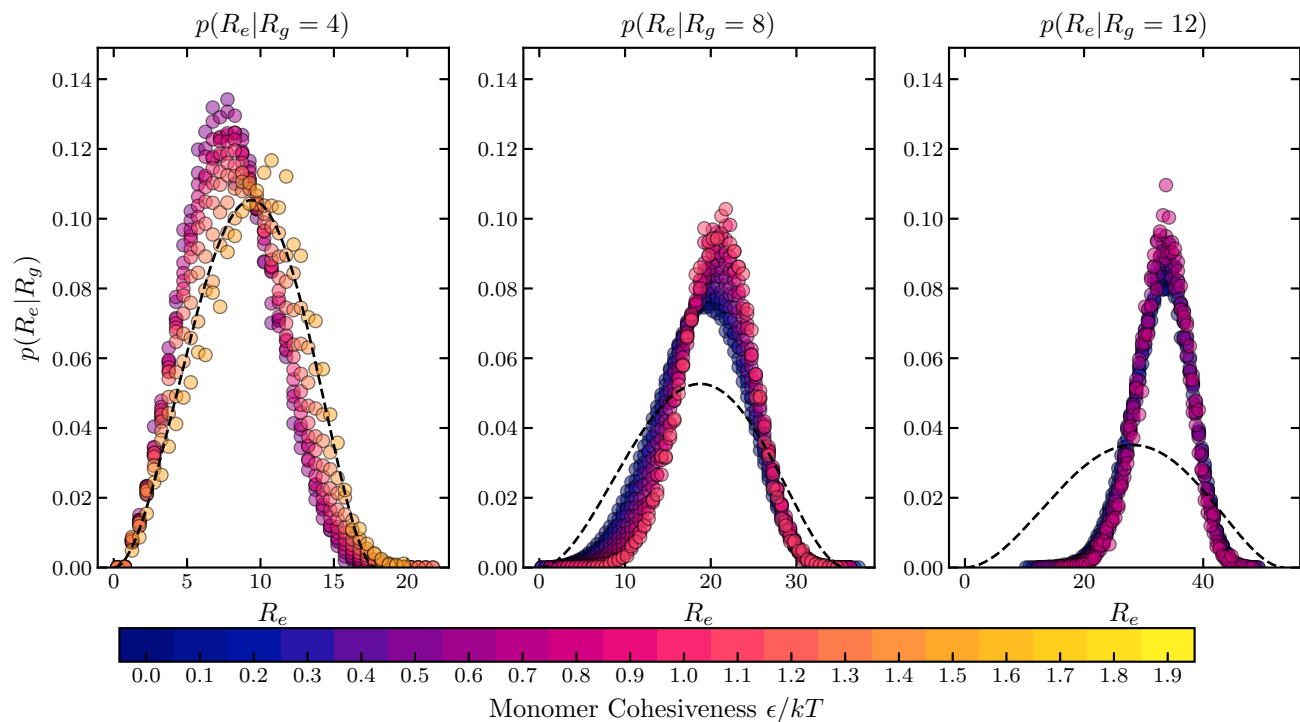 p(R_e|R_g = 4) p(R_e|R_g = 8) p(R_e|R_g = 12)
p(R_e|R_g)
0.14 0.14 0.14
0.12 0.12 0.12
0.10 0.10 0.10
0.08 0.08 0.08
0.06 0.06 0.06
0.04 0.04 0.04
0.02 0.02 0.02
0.00 0.00 0.00
0 5 10 15 20 0 10 20 30 0 20 40
R_e R_e R_e
0.0 0.1 0.2 0.3 0.4 0.5 0.6 0.7 0.8 0.9 1.0 1.1 1.2 1.3 1.4 1.5 1.6 1.7 1.8 1.9
Monomer Cohesiveness ϵ/kT